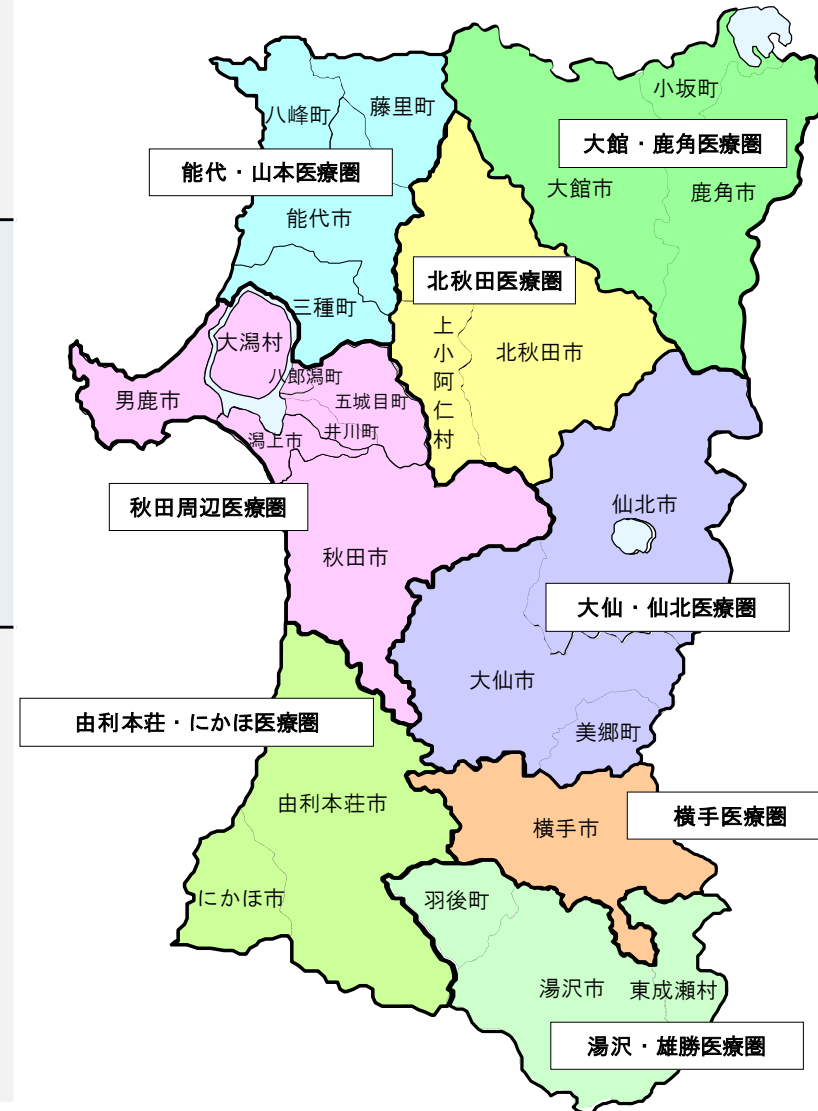 小坂町
八峰町
藤里町
大館・鹿角医療圏
能代・山本医療圏
大館市
鹿角市
能代市
北秋田医療圏
三種町
大潟村
上小阿仁村
北秋田市
八郎潟町
男鹿市
五城目町
井川町
潟上市
秋田周辺医療圏
仙北市
秋田市
大仙・仙北医療圏
大仙市
由利本荘・にかほ医療圏
美郷町
由利本荘市
横手医療圏
横手市
にかほ市
羽後町
湯沢市
東成瀬村
湯沢・雄勝医療圏